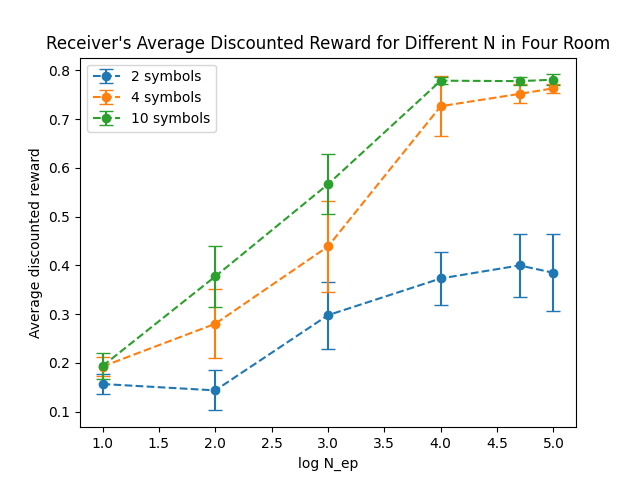 Receiver's Average Discounted Reward for Different N in Four Room
2 symbols
4 symbols
10 symbols
Average discounted reward
0.8
0.7
0.6
0.5
0.4
0.3
0.2
0.1
1.0 1.5 2.0 2.5 3.0 3.5 4.0 4.5 5.0
log N_ep